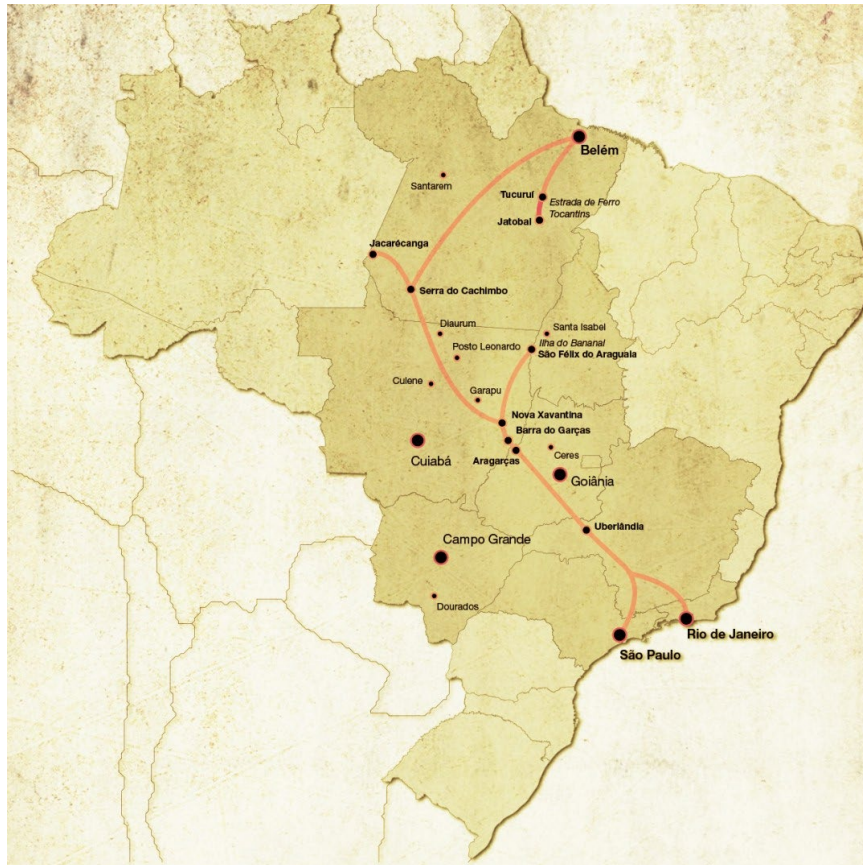 Belém
Santarem
Tucuruí
Estrada de Ferro
Tocantins
Jatobal
Jacarécanga
Serra do Cachimbo
Diaurum
Santa Isabel
Posto Leonardo
Ilha do Bananal
São Félix do Araguaia
Culene
Garapu
Nova Xavantina
Barra do Garças
Cuiabá
Aragarças
Ceres
Goiânia
Uberlândia
Campo Grande
Dourados
Rio de Janeiro
São Paulo